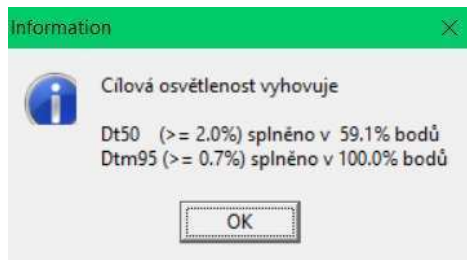 Information
Cílová osvětlenost vyhovuje
Dt50 (>= 2.0%) splněno v 59.1% bodů
Dtm95 (>= 0.7%) splněno v 100.0% bodů
OK